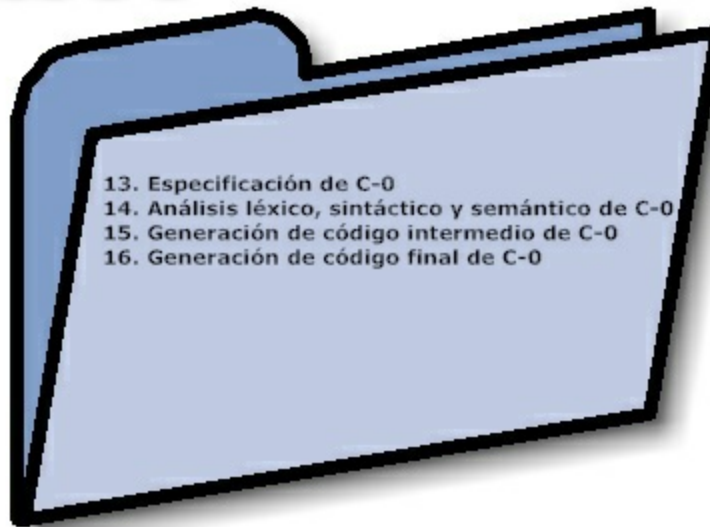 13. Especificación de C-0
14. Análisis léxico, sintáctico y semántico de C-0
15. Generación de código intermedio de C-0
16. Generación de código final de C-0